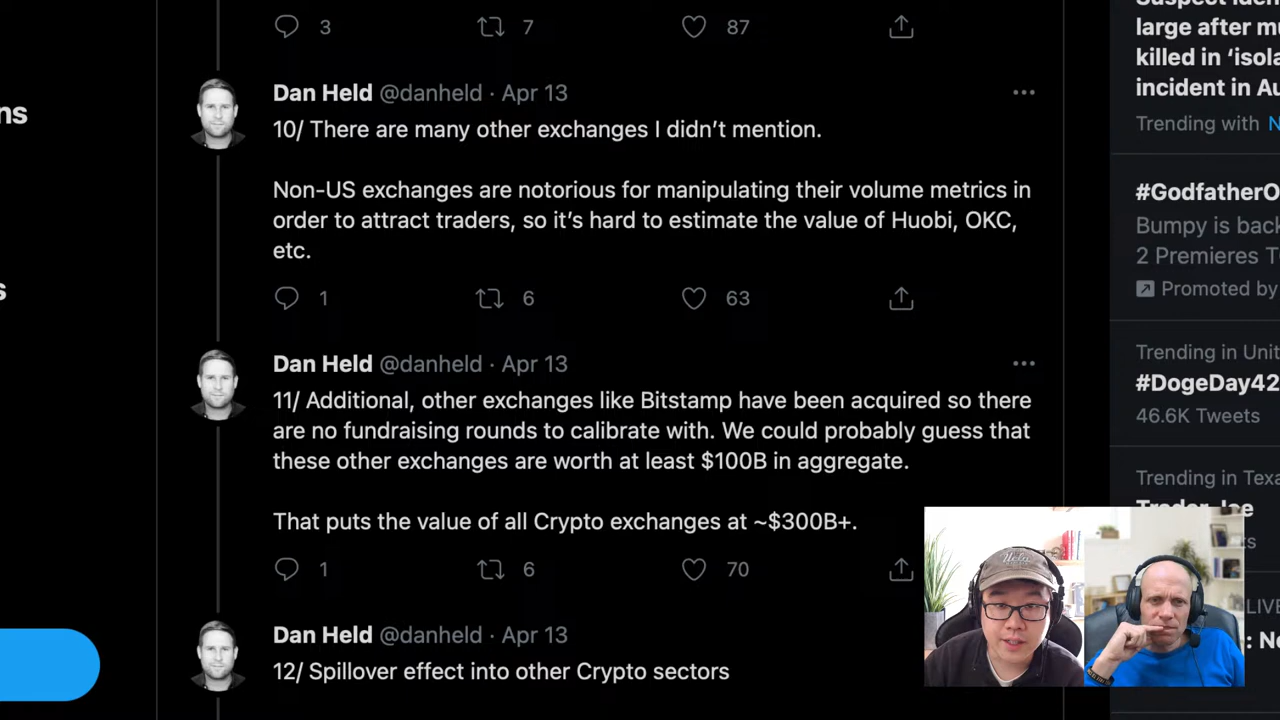 3 7 87
Dan Held @danheld · Apr 13
10/ There are many other exchanges I didn’t mention.
Non-US exchanges are notorious for manipulating their volume metrics in
order to attract traders, so it’s hard to estimate the value of Huobi, OKC,
etc.
1 6 63
Dan Held @danheld · Apr 13
11/ Additional, other exchanges like Bitstamp have been acquired so there
are no fundraising rounds to calibrate with. We could probably guess that
these other exchanges are worth at least $100B in aggregate.
That puts the value of all Crypto exchanges at ~$300B+.
1 6 70
Dan Held @danheld · Apr 13
12/ Spillover effect into other Crypto sectors
ns
s
large after mu
killed in ‘isola
incident in Au
Trending with N
#GodfatherO
Bumpy is back
2 Premieres T
Promoted by
Trending in Unit
#DogeDay42
46.6K Tweets
Trending in Texa
LIVE
: No